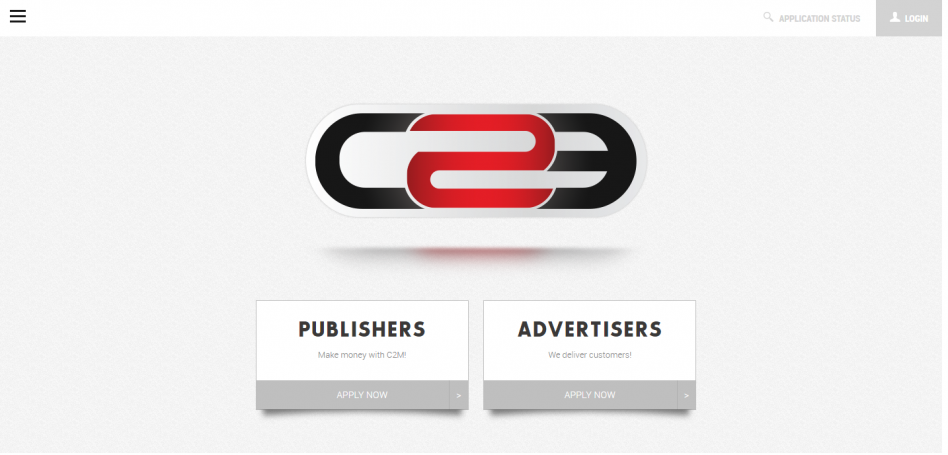 APPLICATION STATUS
LOGIN
PUBLISHERS
Make money with C2M!
APPLY NOW >
ADVERTISERS
We deliver customers!
APPLY NOW >